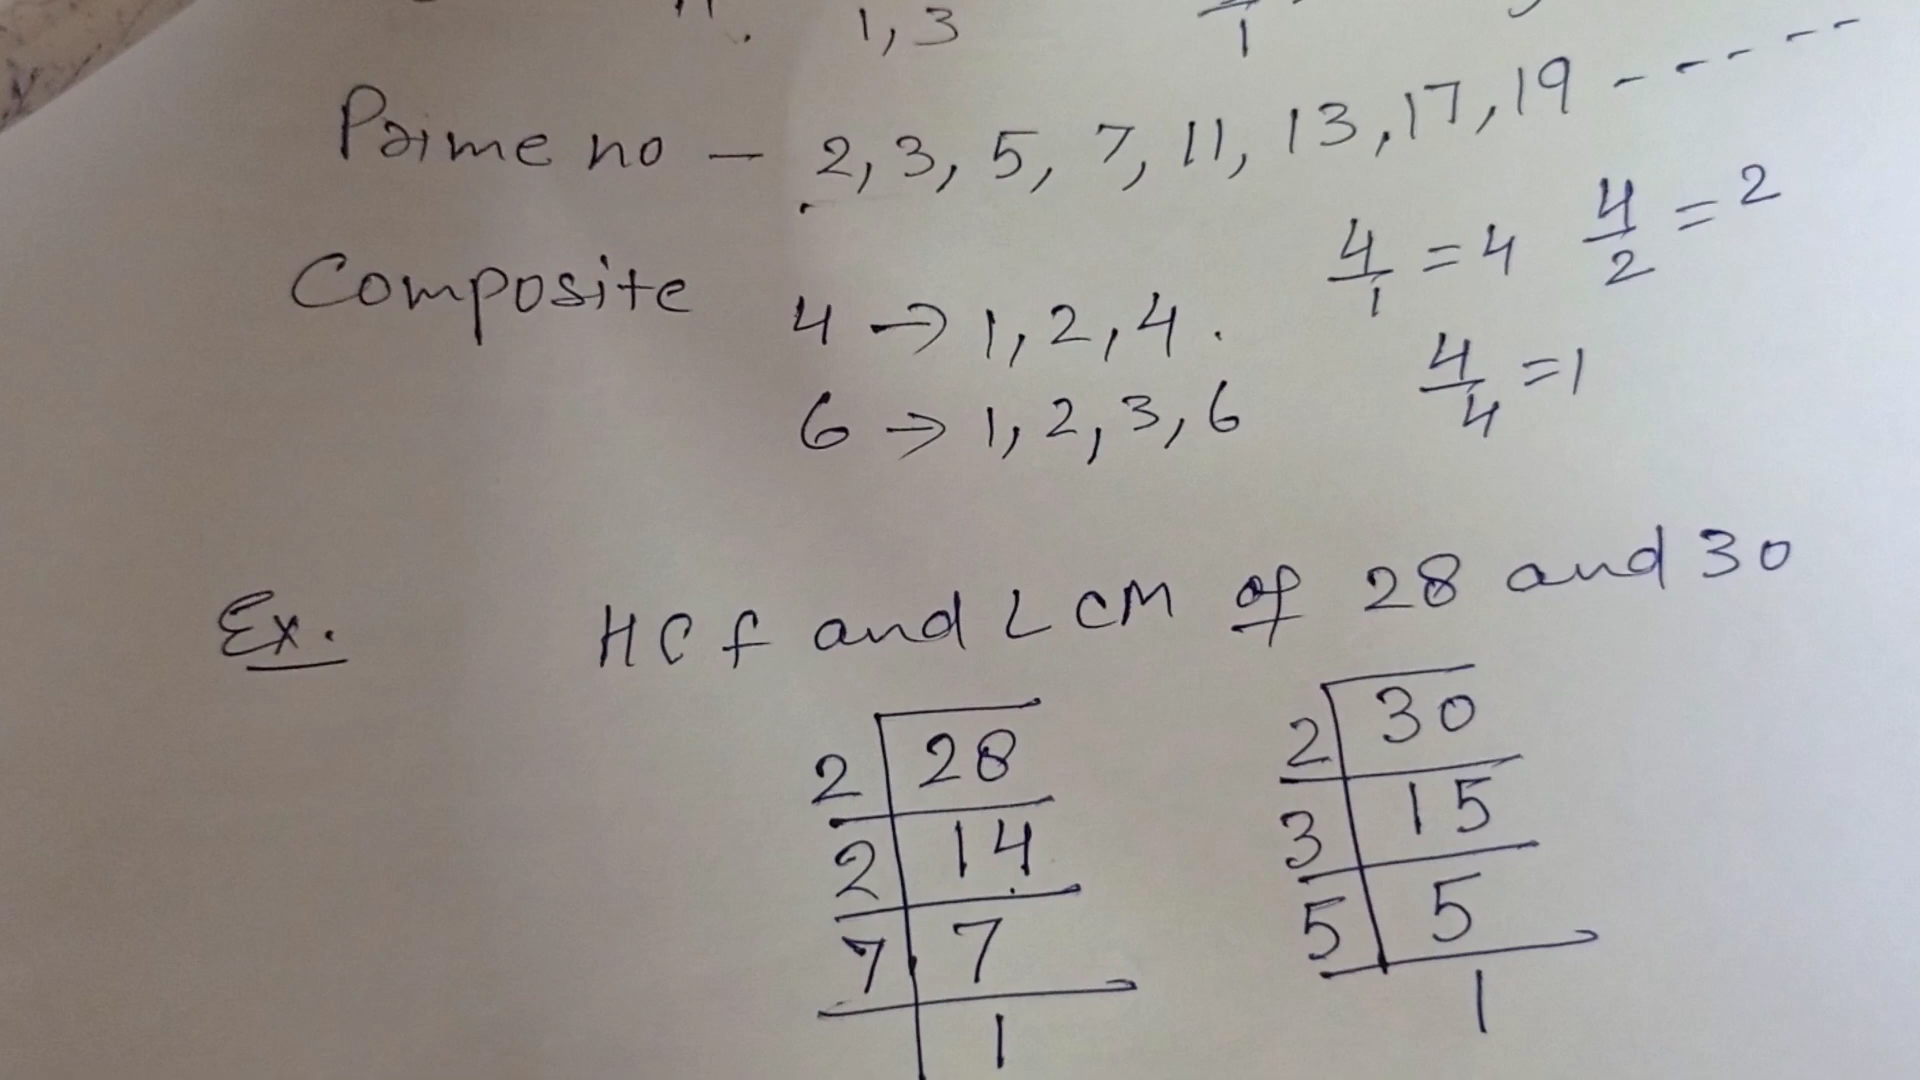 1, 3
1
Prime no – 2, 3, 5, 7, 11, 13, 17, 19 -----
Composite
4 → 1, 2, 4.
6 → 1, 2, 3, 6
4/1 = 4 4/2 = 2
4/4 = 1
Ex. HCf and LCM of 28 and 30
2 | 28
2 | 14
7 | 7
1
2 | 30
3 | 15
5 | 5
1